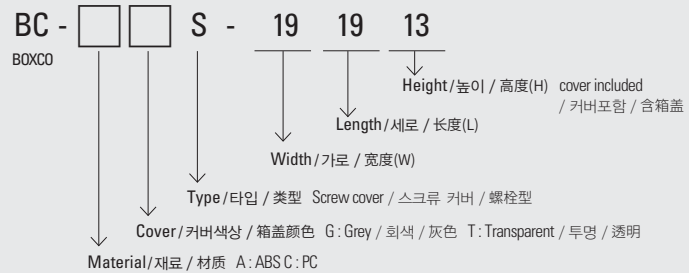 BC - □ □ S - 19 19 13
BOXCO
Height/높이 / 高度(H) cover included
/ 커버포함 / 含箱盖
Length/세로 / 长度(L)
Width/가로 / 宽度(W)
Type/타입 / 类型 Screw cover / 스크류 커버 / 螺栓型
Cover/커버색상 / 箱盖颜色 G : Grey / 회색 / 灰色 T : Transparent / 투명 / 透明
Material/재료 / 材质 A : ABS C : PC